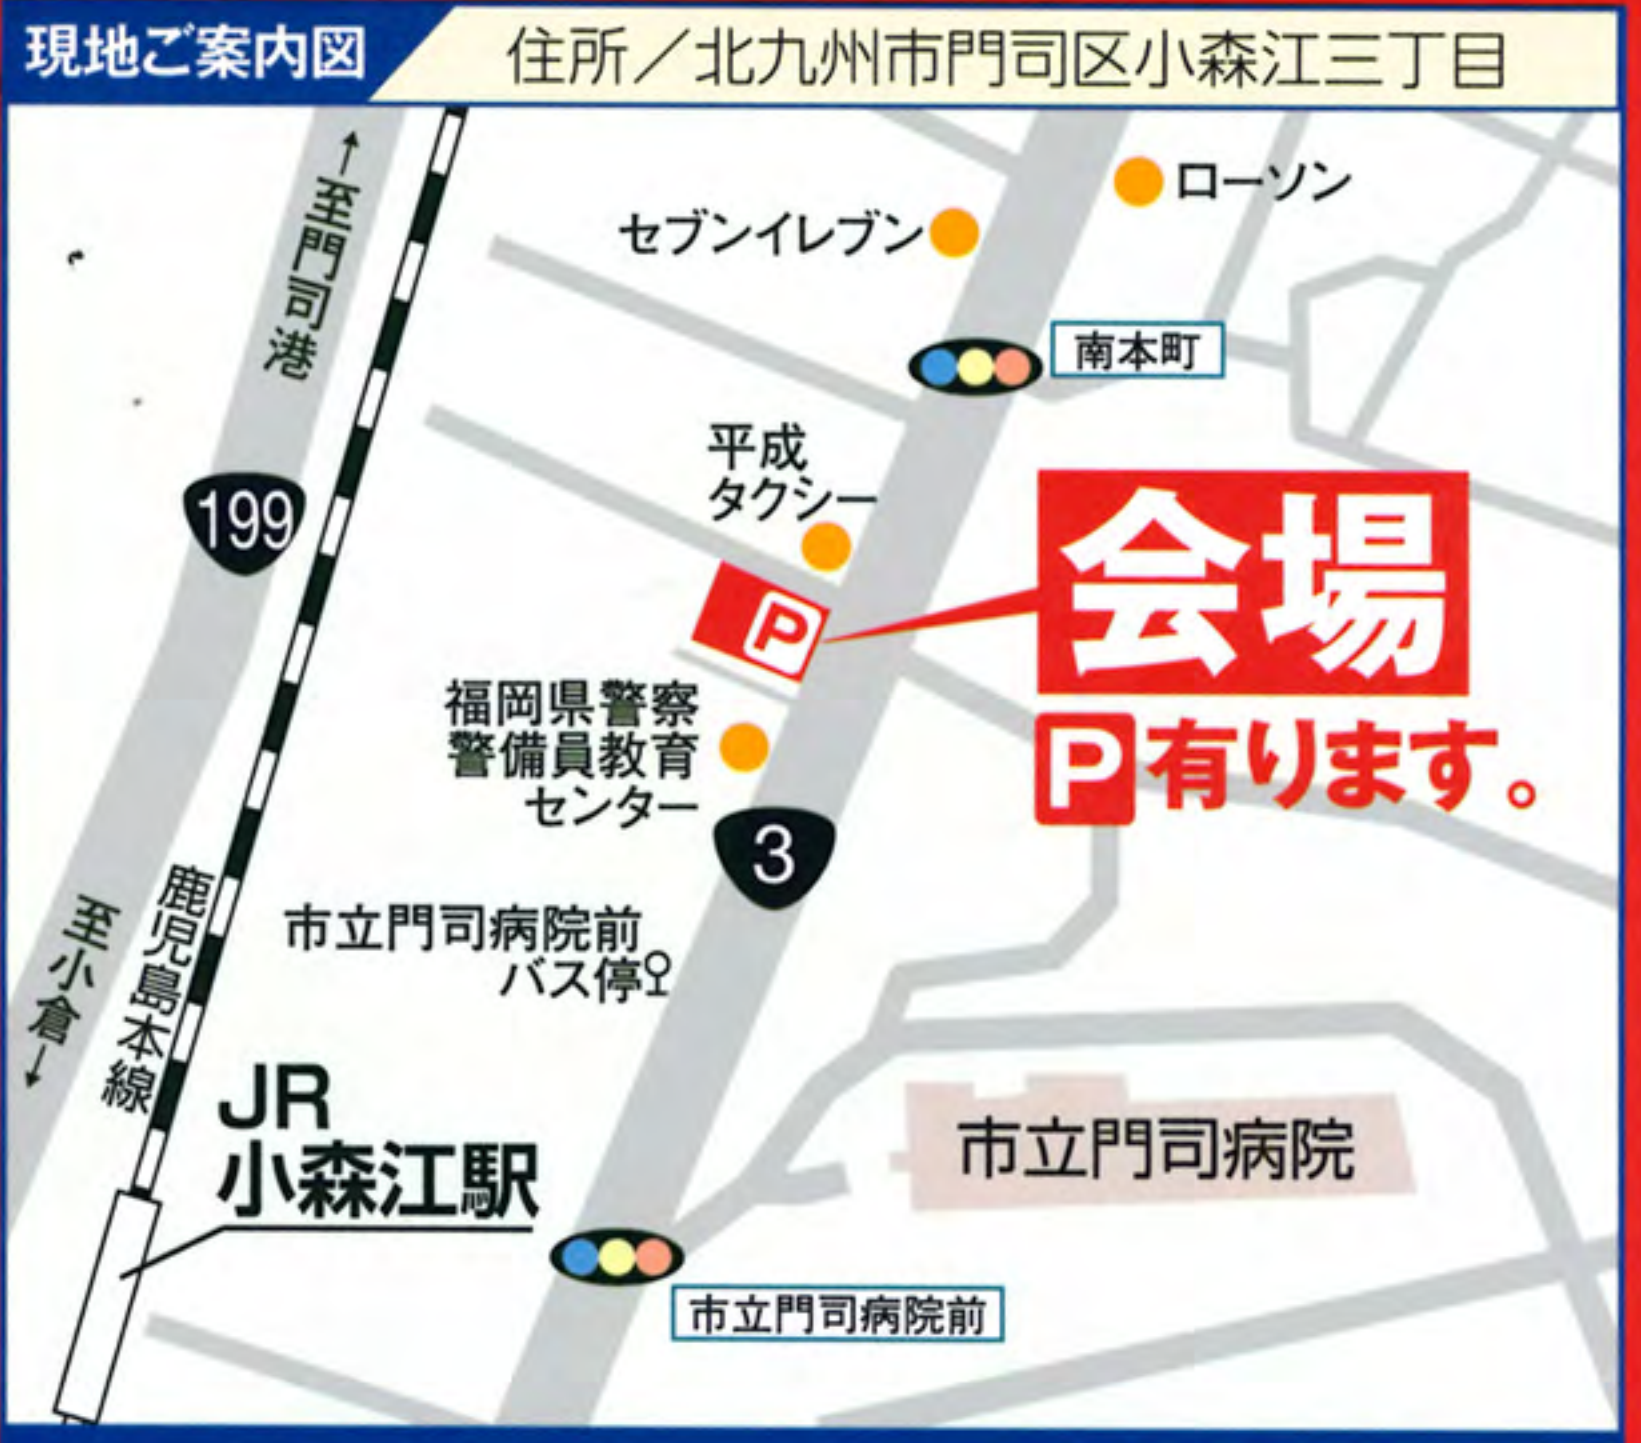 現地ご案内図
住所／北九州市門司区小森江三丁目
←至門司港
ローソン
セブンイレブン
南本町
平成
タクシー
199
会場
P
P有ります。
福岡県警察
警備員教育
センター
3
市立門司病院前
バス停
至小倉→
鹿児島本線
JR
小森江駅
市立門司病院
市立門司病院前